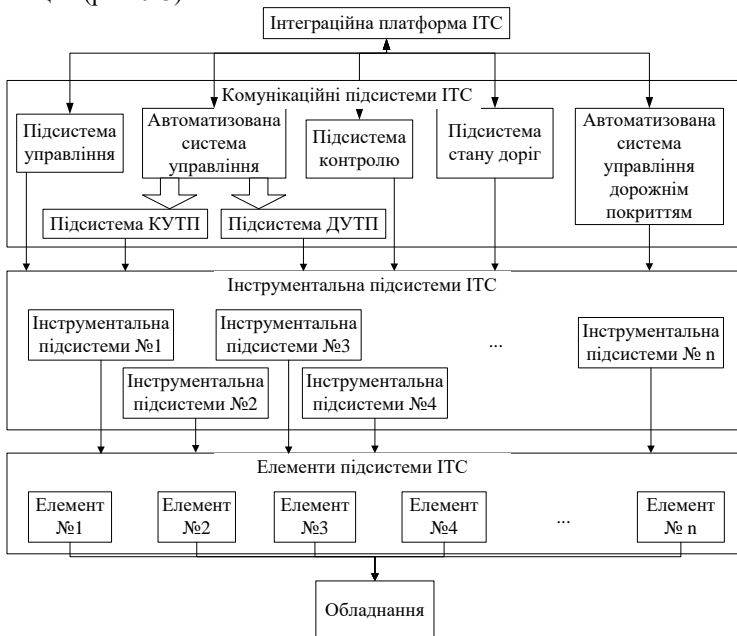 Інтеграційна платформа ІТС
Комунікаційні підсистеми ІТС
Підсистема
управління
Автоматизована
система
управління
Підсистема
контролю
Підсистема
стану доріг
Автоматизована
система
управління
дорожнім
покриттям
Підсистема КУТП
Підсистема ДУТП
Інструментальна підсистеми ІТС
Інструментальна
підсистеми №1
Інструментальна
підсистеми №3
...
Інструментальна
підсистеми № n
Інструментальна
підсистеми №2
Інструментальна
підсистеми №4
Елементи підсистеми ІТС
Елемент
№1
Елемент
№2
Елемент
№3
Елемент
№4
...
Елемент
№ n
Обладнання